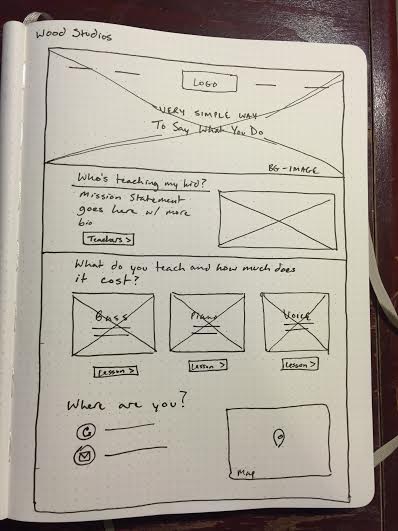 Wood Studios
LOGO
VERY SIMPLE WAY
To Say What You Do
BG-IMAGE
Who's teaching my kid?
Mission Statement
goes here w/ more
bio
Teachers >
What do you teach and how much does
it cost?
Bass
Piano
Voice
Lesson >
Lesson >
Lesson >
Where are you?
Map